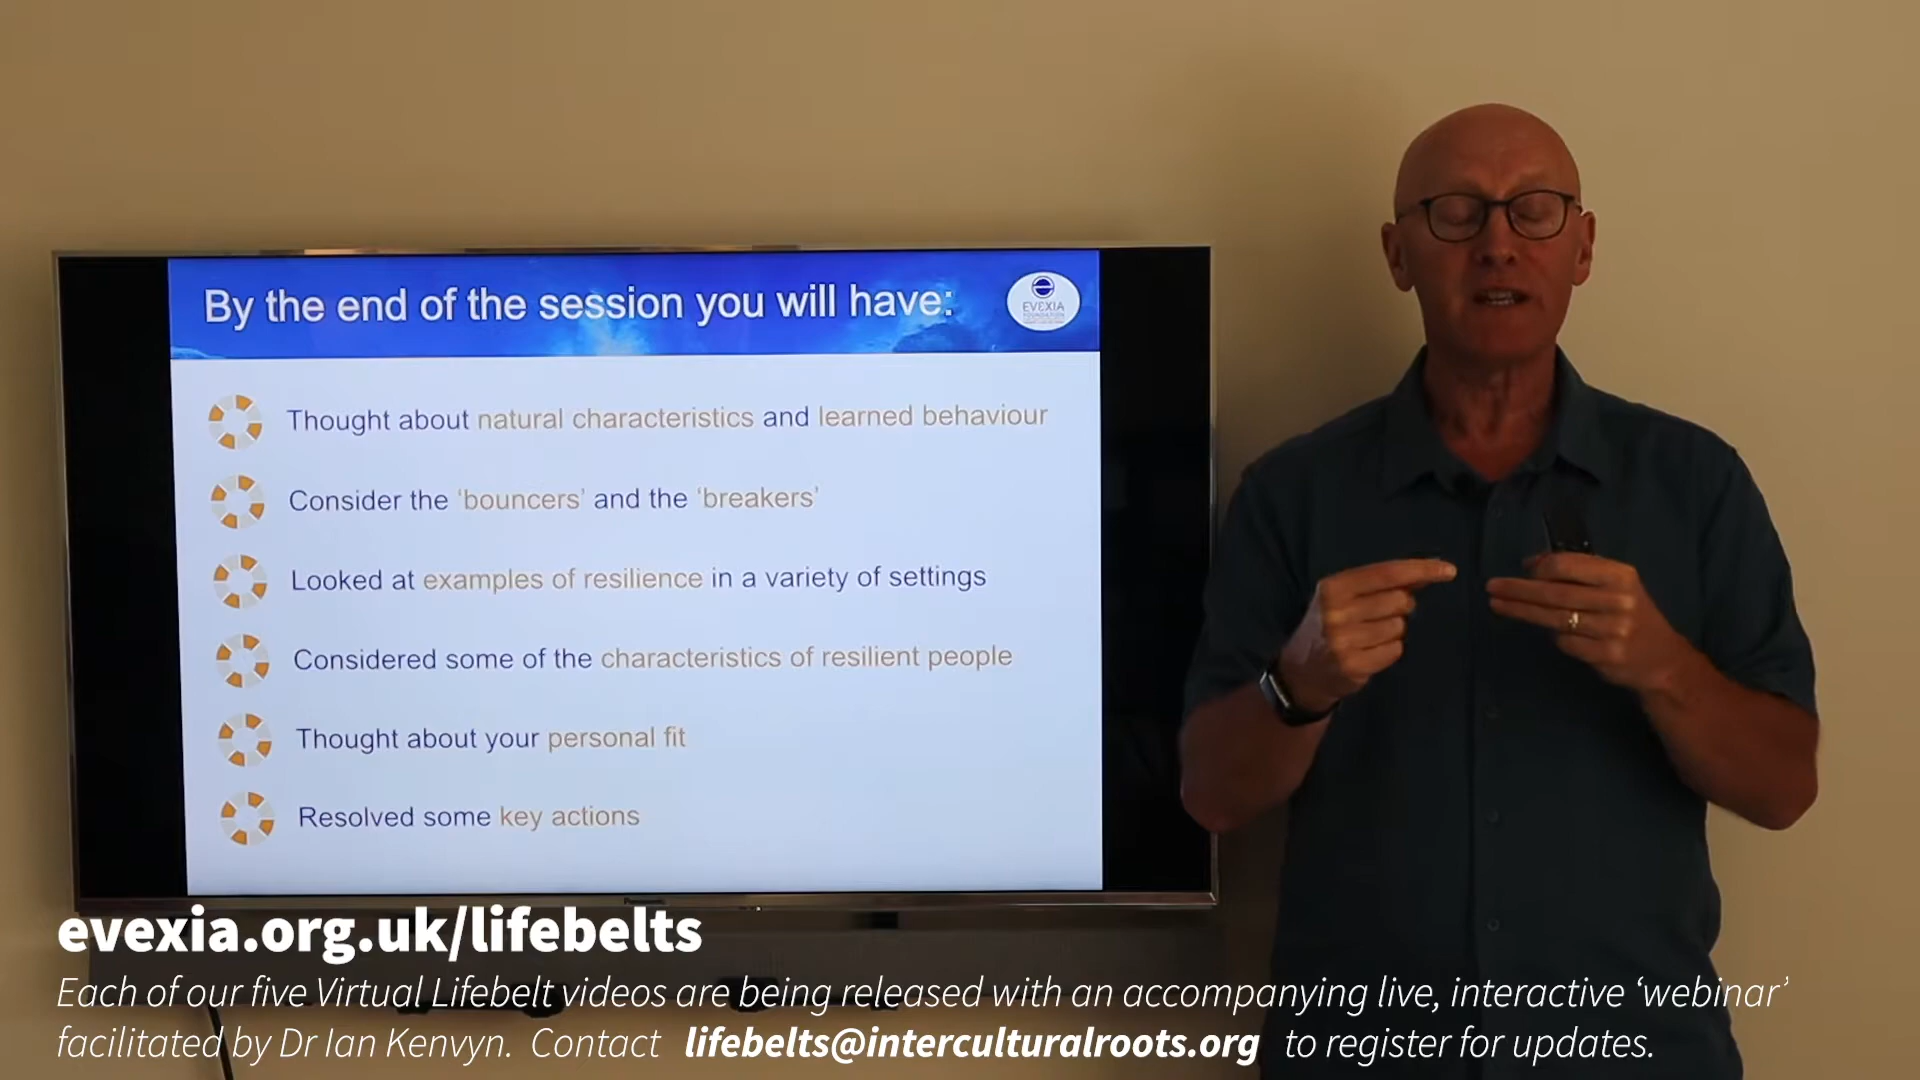 By the end of the session you will have:
EVEXIA
FOUNDATION
Thought about natural characteristics and learned behaviour
Consider the ‘bouncers’ and the ‘breakers’
Looked at examples of resilience in a variety of settings
Considered some of the characteristics of resilient people
Thought about your personal fit
Resolved some key actions
Panasonic
evexia.org.uk/lifebelts
Each of our five Virtual Lifebelt videos are being released with an accompanying live, interactive ‘webinar’
facilitated by Dr Ian Kenvyn. Contact lifebelts@interculturalroots.org to register for updates.